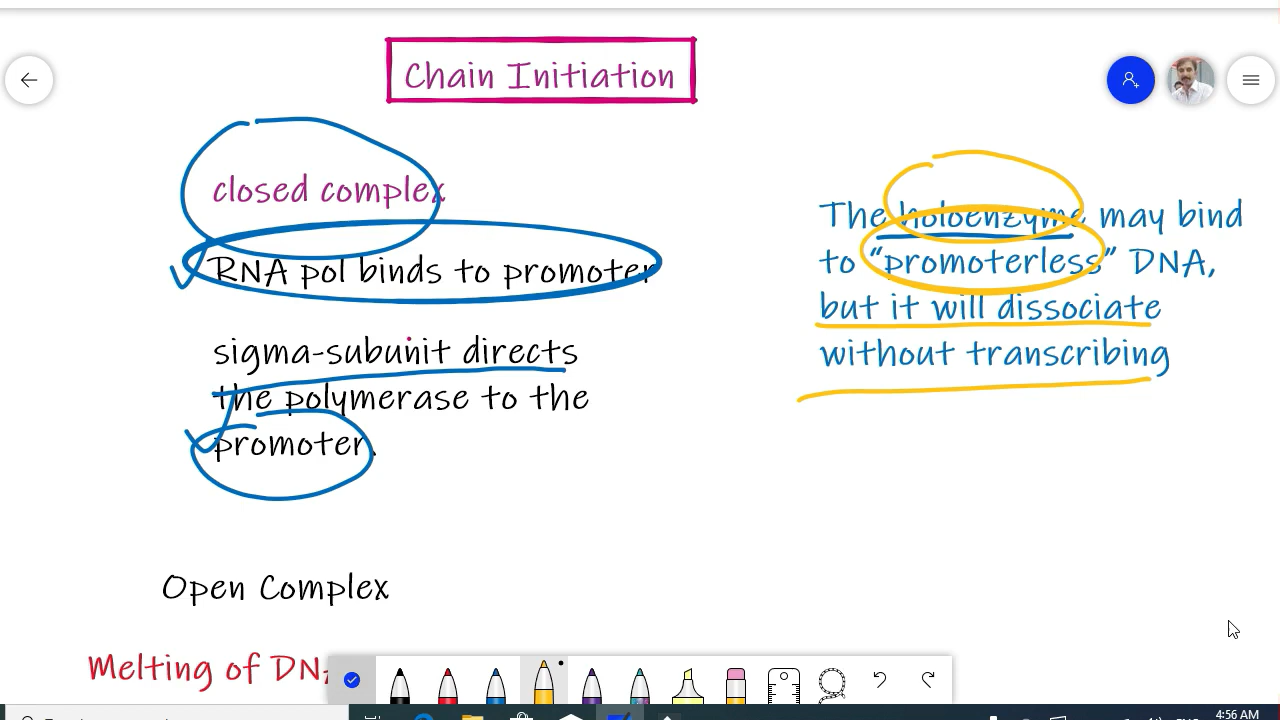 Chain Initiation
closed complex
RNA pol binds to promoter
sigma-subunit directs
the polymerase to the
promoter.
The holoenzyme may bind
to “promoterless” DNA,
but it will dissociate
without transcribing
Open Complex
Melting of DNA
4:56 AM